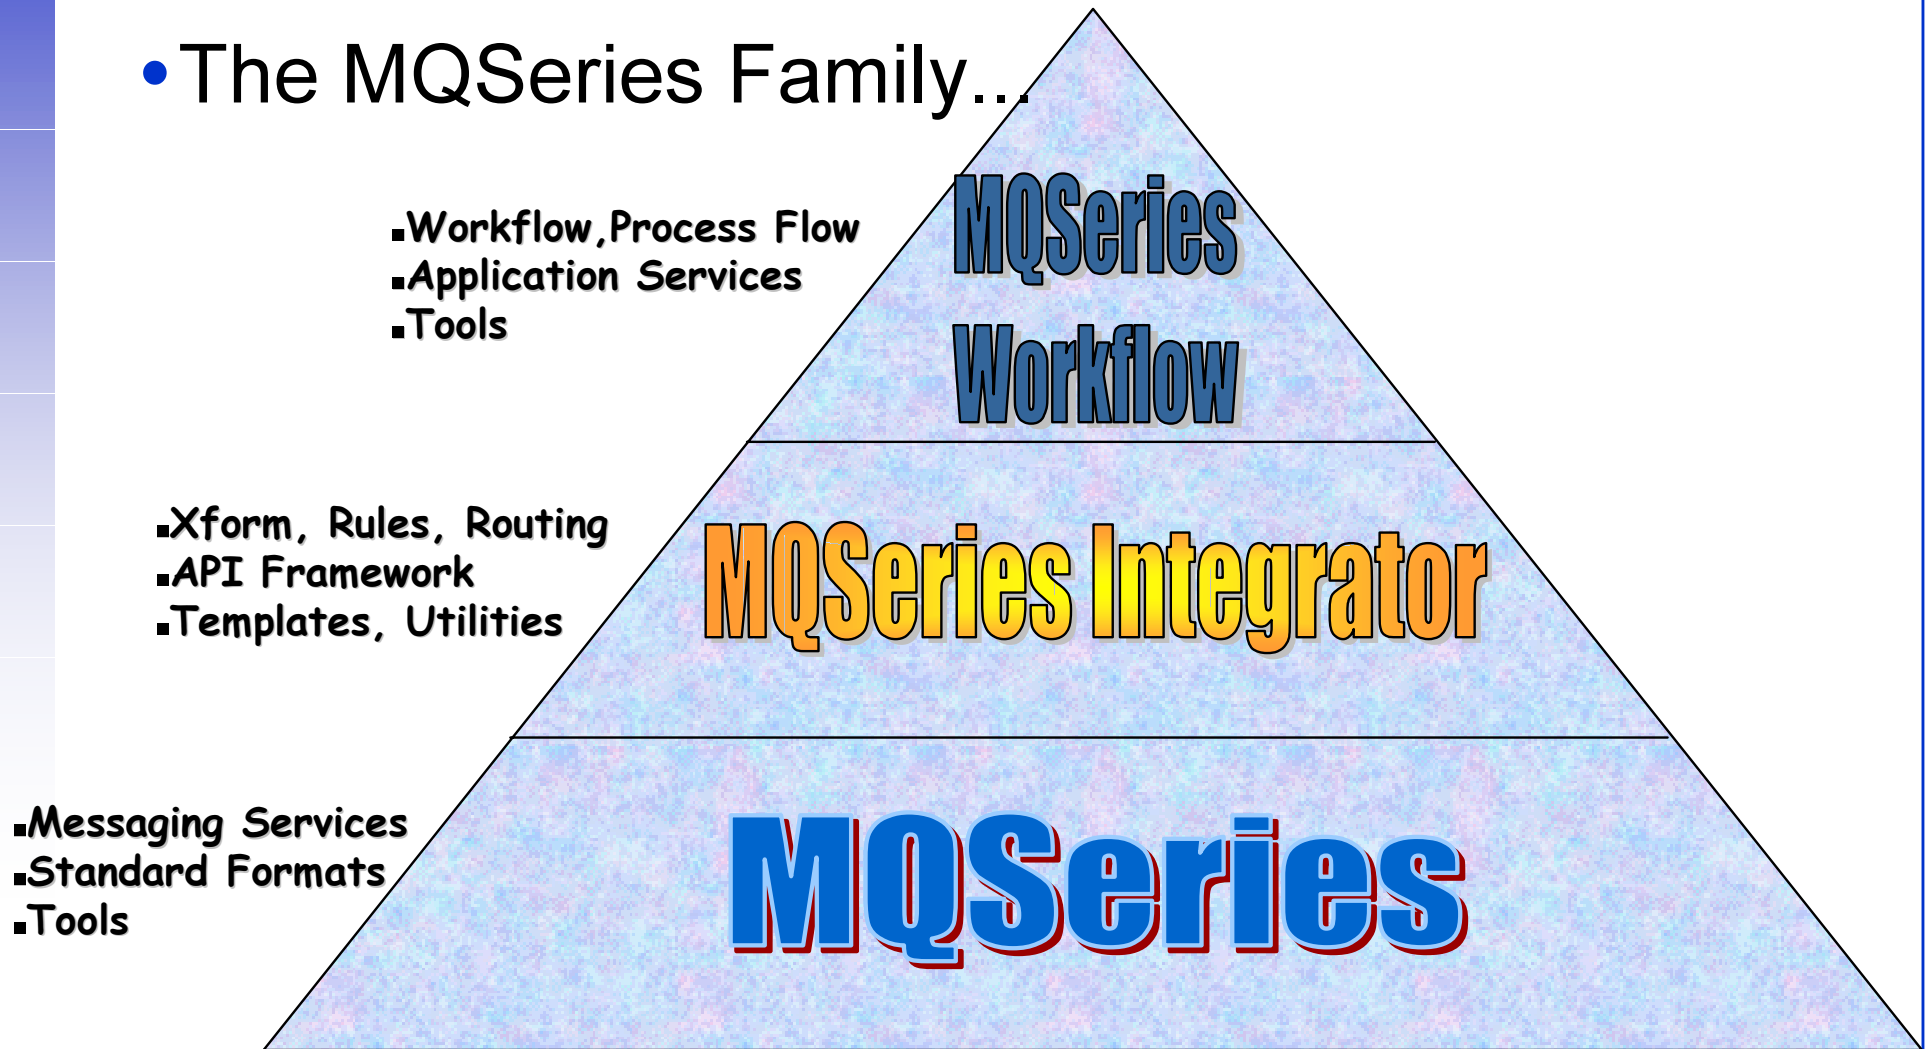 •The MQSeries Family...
▪Workflow,Process Flow
▪Application Services
▪Tools
MQSeries
Workflow
▪Xform, Rules, Routing
▪API Framework
▪Templates, Utilities
MQSeries Integrator
▪Messaging Services
▪Standard Formats
▪Tools
MQSeries